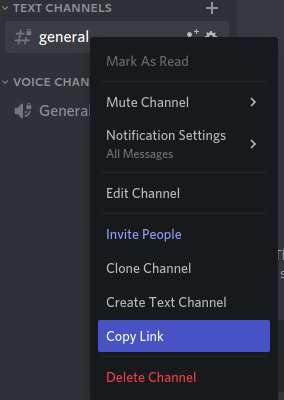 TEXT CHANNELS
general
Mark As Read
VOICE CHAN
Mute Channel
General
Notification Settings
All Messages
Edit Channel
Invite People
Clone Channel
Create Text Channel
Copy Link
Delete Channel